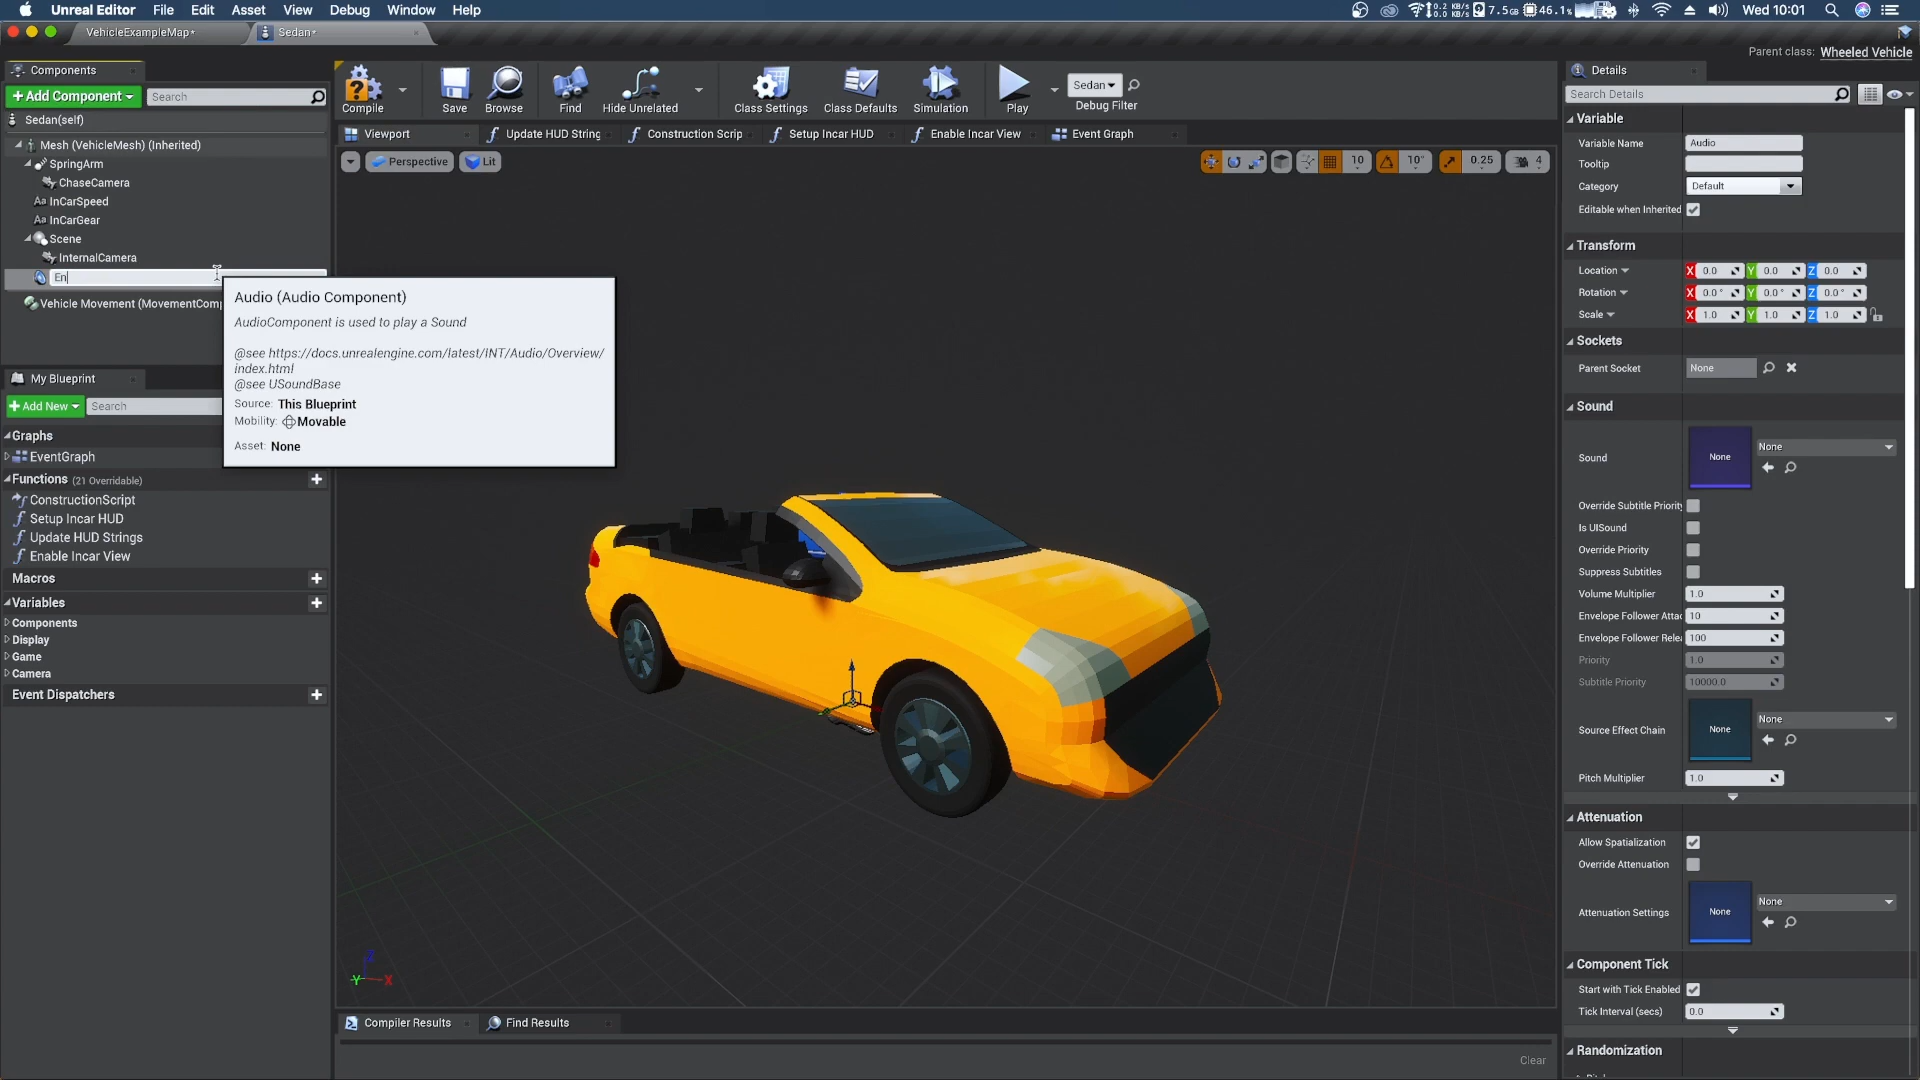 Unreal Editor File Edit Asset View Debug Window Help
0.2 KB/s
0.0 KB/s
7.5GB 46.1% Wed 10:01
VehicleExampleMap*
Sedan*
Parent class: Wheeled Vehicle
Components
+Add Component
Search
Sedan(self)
Mesh (VehicleMesh) (Inherited)
SpringArm
ChaseCamera
InCarSpeed
InCarGear
Scene
InternalCamera
En
Vehicle Movement (MovementComp
Compile
Save
Browse
Find
Hide Unrelated
Class Settings
Class Defaults
Simulation
Play
Sedan
Debug Filter
Viewport
Update HUD String
Construction Scrip
Setup Incar HUD
Enable Incar View
Event Graph
Perspective
Lit
10
10°
0.25
4
Audio (Audio Component)
AudioComponent is used to play a Sound
@see https://docs.unrealengine.com/latest/INT/Audio/Overview/
index.html
@see USoundBase
Source: This Blueprint
Mobility: Movable
Asset: None
My Blueprint
+Add New
Search
Graphs
EventGraph
Functions (21 Overridable)
ConstructionScript
Setup Incar HUD
Update HUD Strings
Enable Incar View
Macros
Variables
Components
Display
Game
Camera
Event Dispatchers
Z
Y
X
Compiler Results
Find Results
Clear
Details
Search Details
Variable
Variable Name Audio
Tooltip
Category Default
Editable when Inherited
Transform
Location X 0.0 Y 0.0 Z 0.0
Rotation X 0.0° Y 0.0° Z 0.0°
Scale X 1.0 Y 1.0 Z 1.0
Sockets
Parent Socket None
Sound
Sound None None
Override Subtitle Priority
Is UISound
Override Priority
Suppress Subtitles
Volume Multiplier 1.0
Envelope Follower Attac 10
Envelope Follower Relea 100
Priority 1.0
Subtitle Priority 10000.0
Source Effect Chain None None
Pitch Multiplier 1.0
Attenuation
Allow Spatialization
Override Attenuation
Attenuation Settings None None
Component Tick
Start with Tick Enabled
Tick Interval (secs) 0.0
Randomization